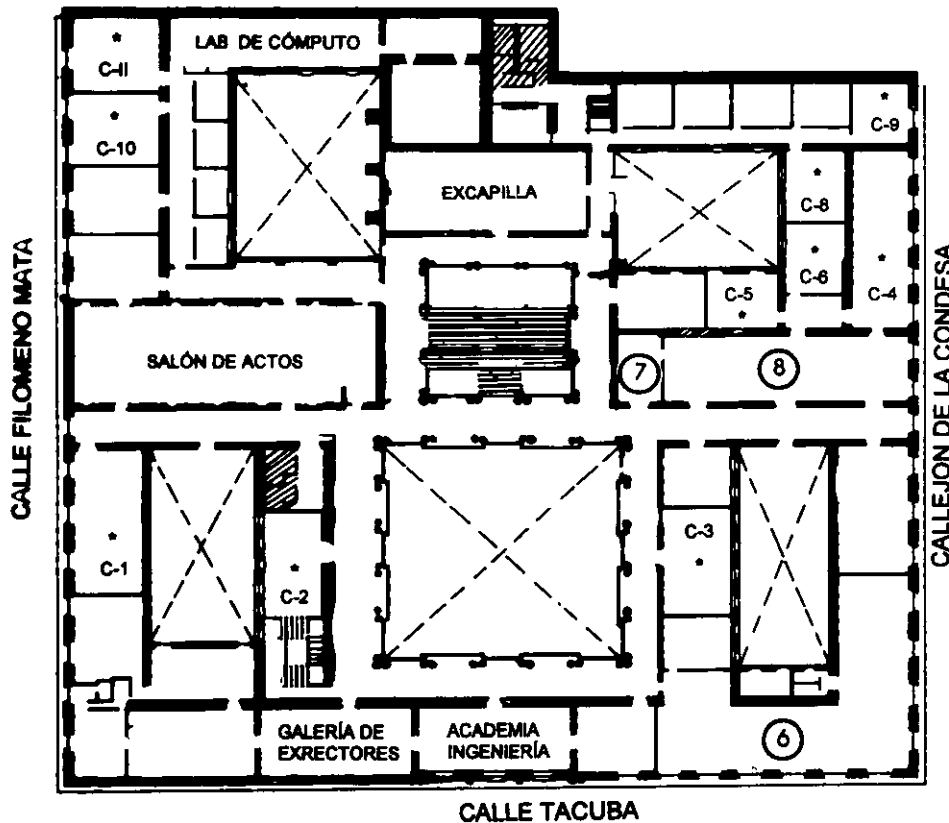 LAB DE CÓMPUTO
C-11
C-10
C-9
EXCAPILLA
C-8
C-6
C-4
C-5
CALLE FILOMENO MATA
SALÓN DE ACTOS
7
8
CALLEJON DE LA CONDESA
C-1
C-2
C-3
GALERÍA DE
EXRECTORES
ACADEMIA
INGENIERÍA
6
CALLE TACUBA